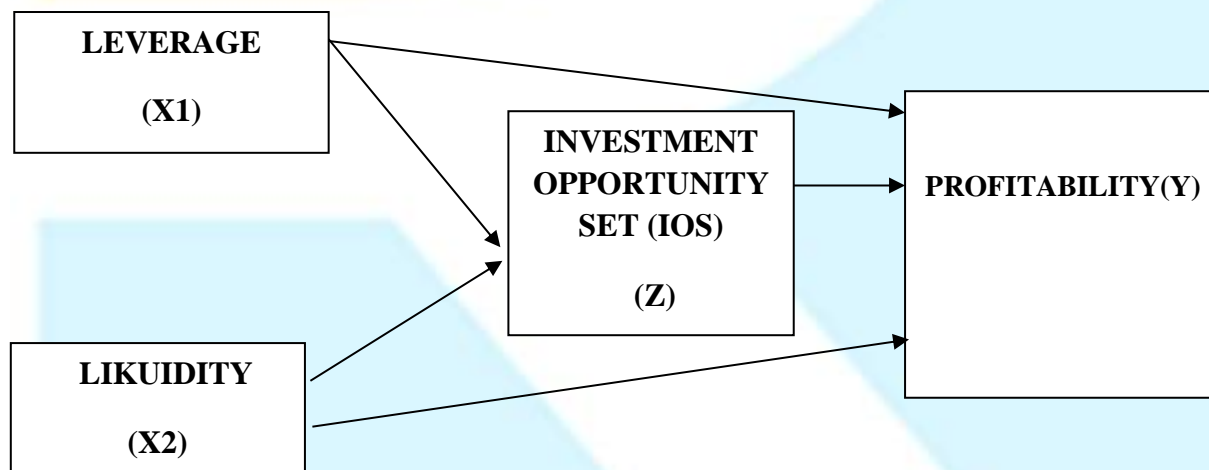 LEVERAGE
(X1)
INVESTMENT
OPPORTUNITY
SET (IOS)
(Z)
PROFITABILITY(Y)
LIKUIDITY
(X2)